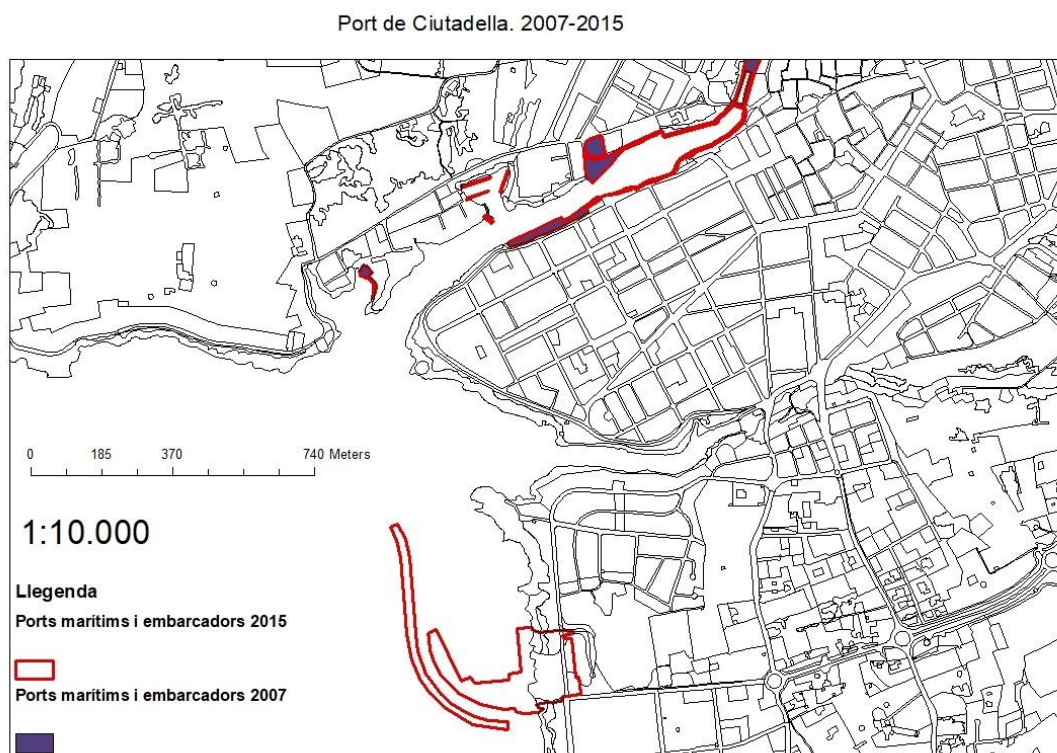 Port de Ciutadella. 2007-2015
0 185 370 740 Meters
1:10.000
Llegenda
Ports marítims i embarcadors 2015
Ports marítims i embarcadors 2007